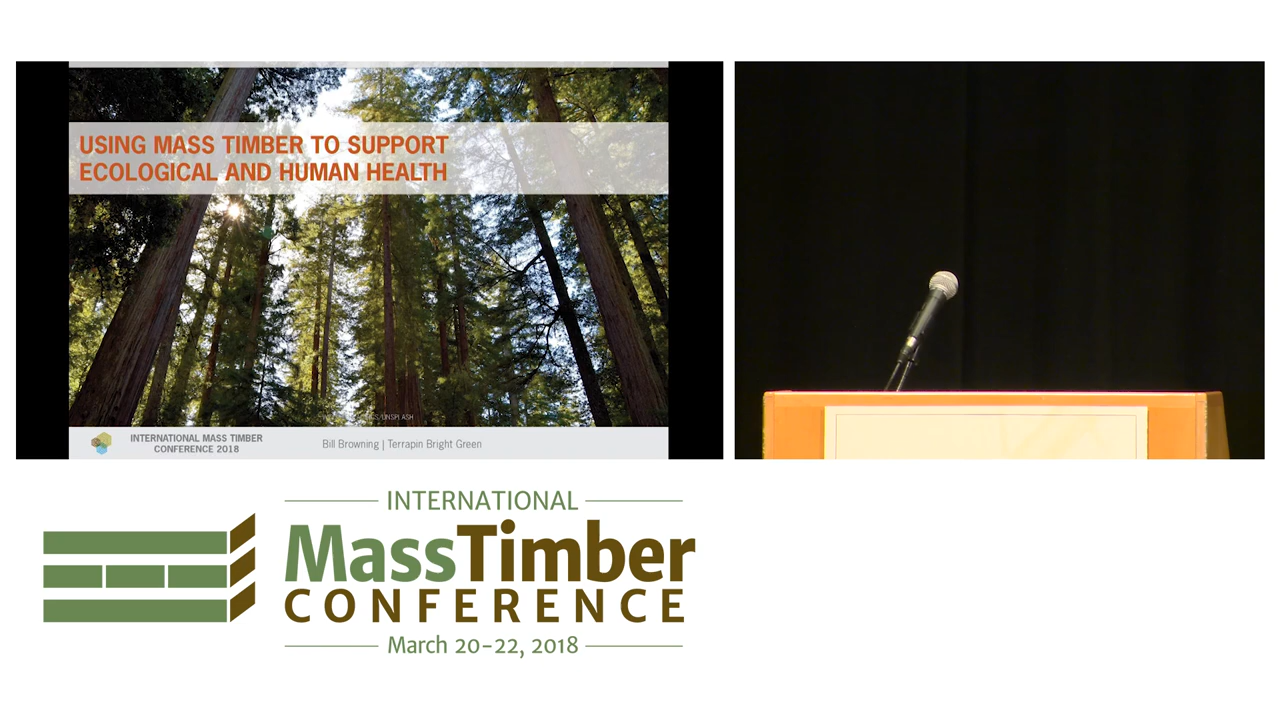 USING MASS TIMBER TO SUPPORT
ECOLOGICAL AND HUMAN HEALTH
/UNSPLASH
INTERNATIONAL MASS TIMBER
CONFERENCE 2018
Bill Browning | Terrapin Bright Green
INTERNATIONAL
MassTimber
CONFERENCE
March 20–22, 2018